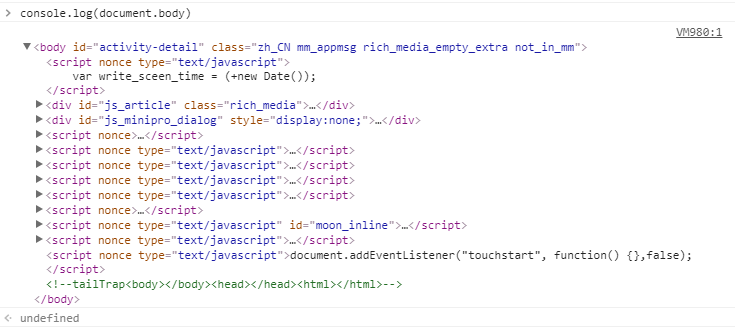 console.log(document.body)
VM980:1
<body id="activity-detail" class="zh_CN mm_appmsg rich_media_empty_extra not_in_mm">
<script nonce type="text/javascript">
var write_sceen_time = (+new Date());
</script>
<div id="js_article" class="rich_media">…</div>
<div id="js_minipro_dialog" style="display:none;">…</div>
<script nonce>…</script>
<script nonce type="text/javascript">…</script>
<script nonce type="text/javascript">…</script>
<script nonce type="text/javascript">…</script>
<script nonce type="text/javascript">…</script>
<script nonce>…</script>
<script nonce type="text/javascript" id="moon_inline">…</script>
<script nonce type="text/javascript">…</script>
<script nonce type="text/javascript">document.addEventListener("touchstart", function() {},false);
</script>
<!--tailTrap<body></body><head></head><html></html>-->
</body>
undefined